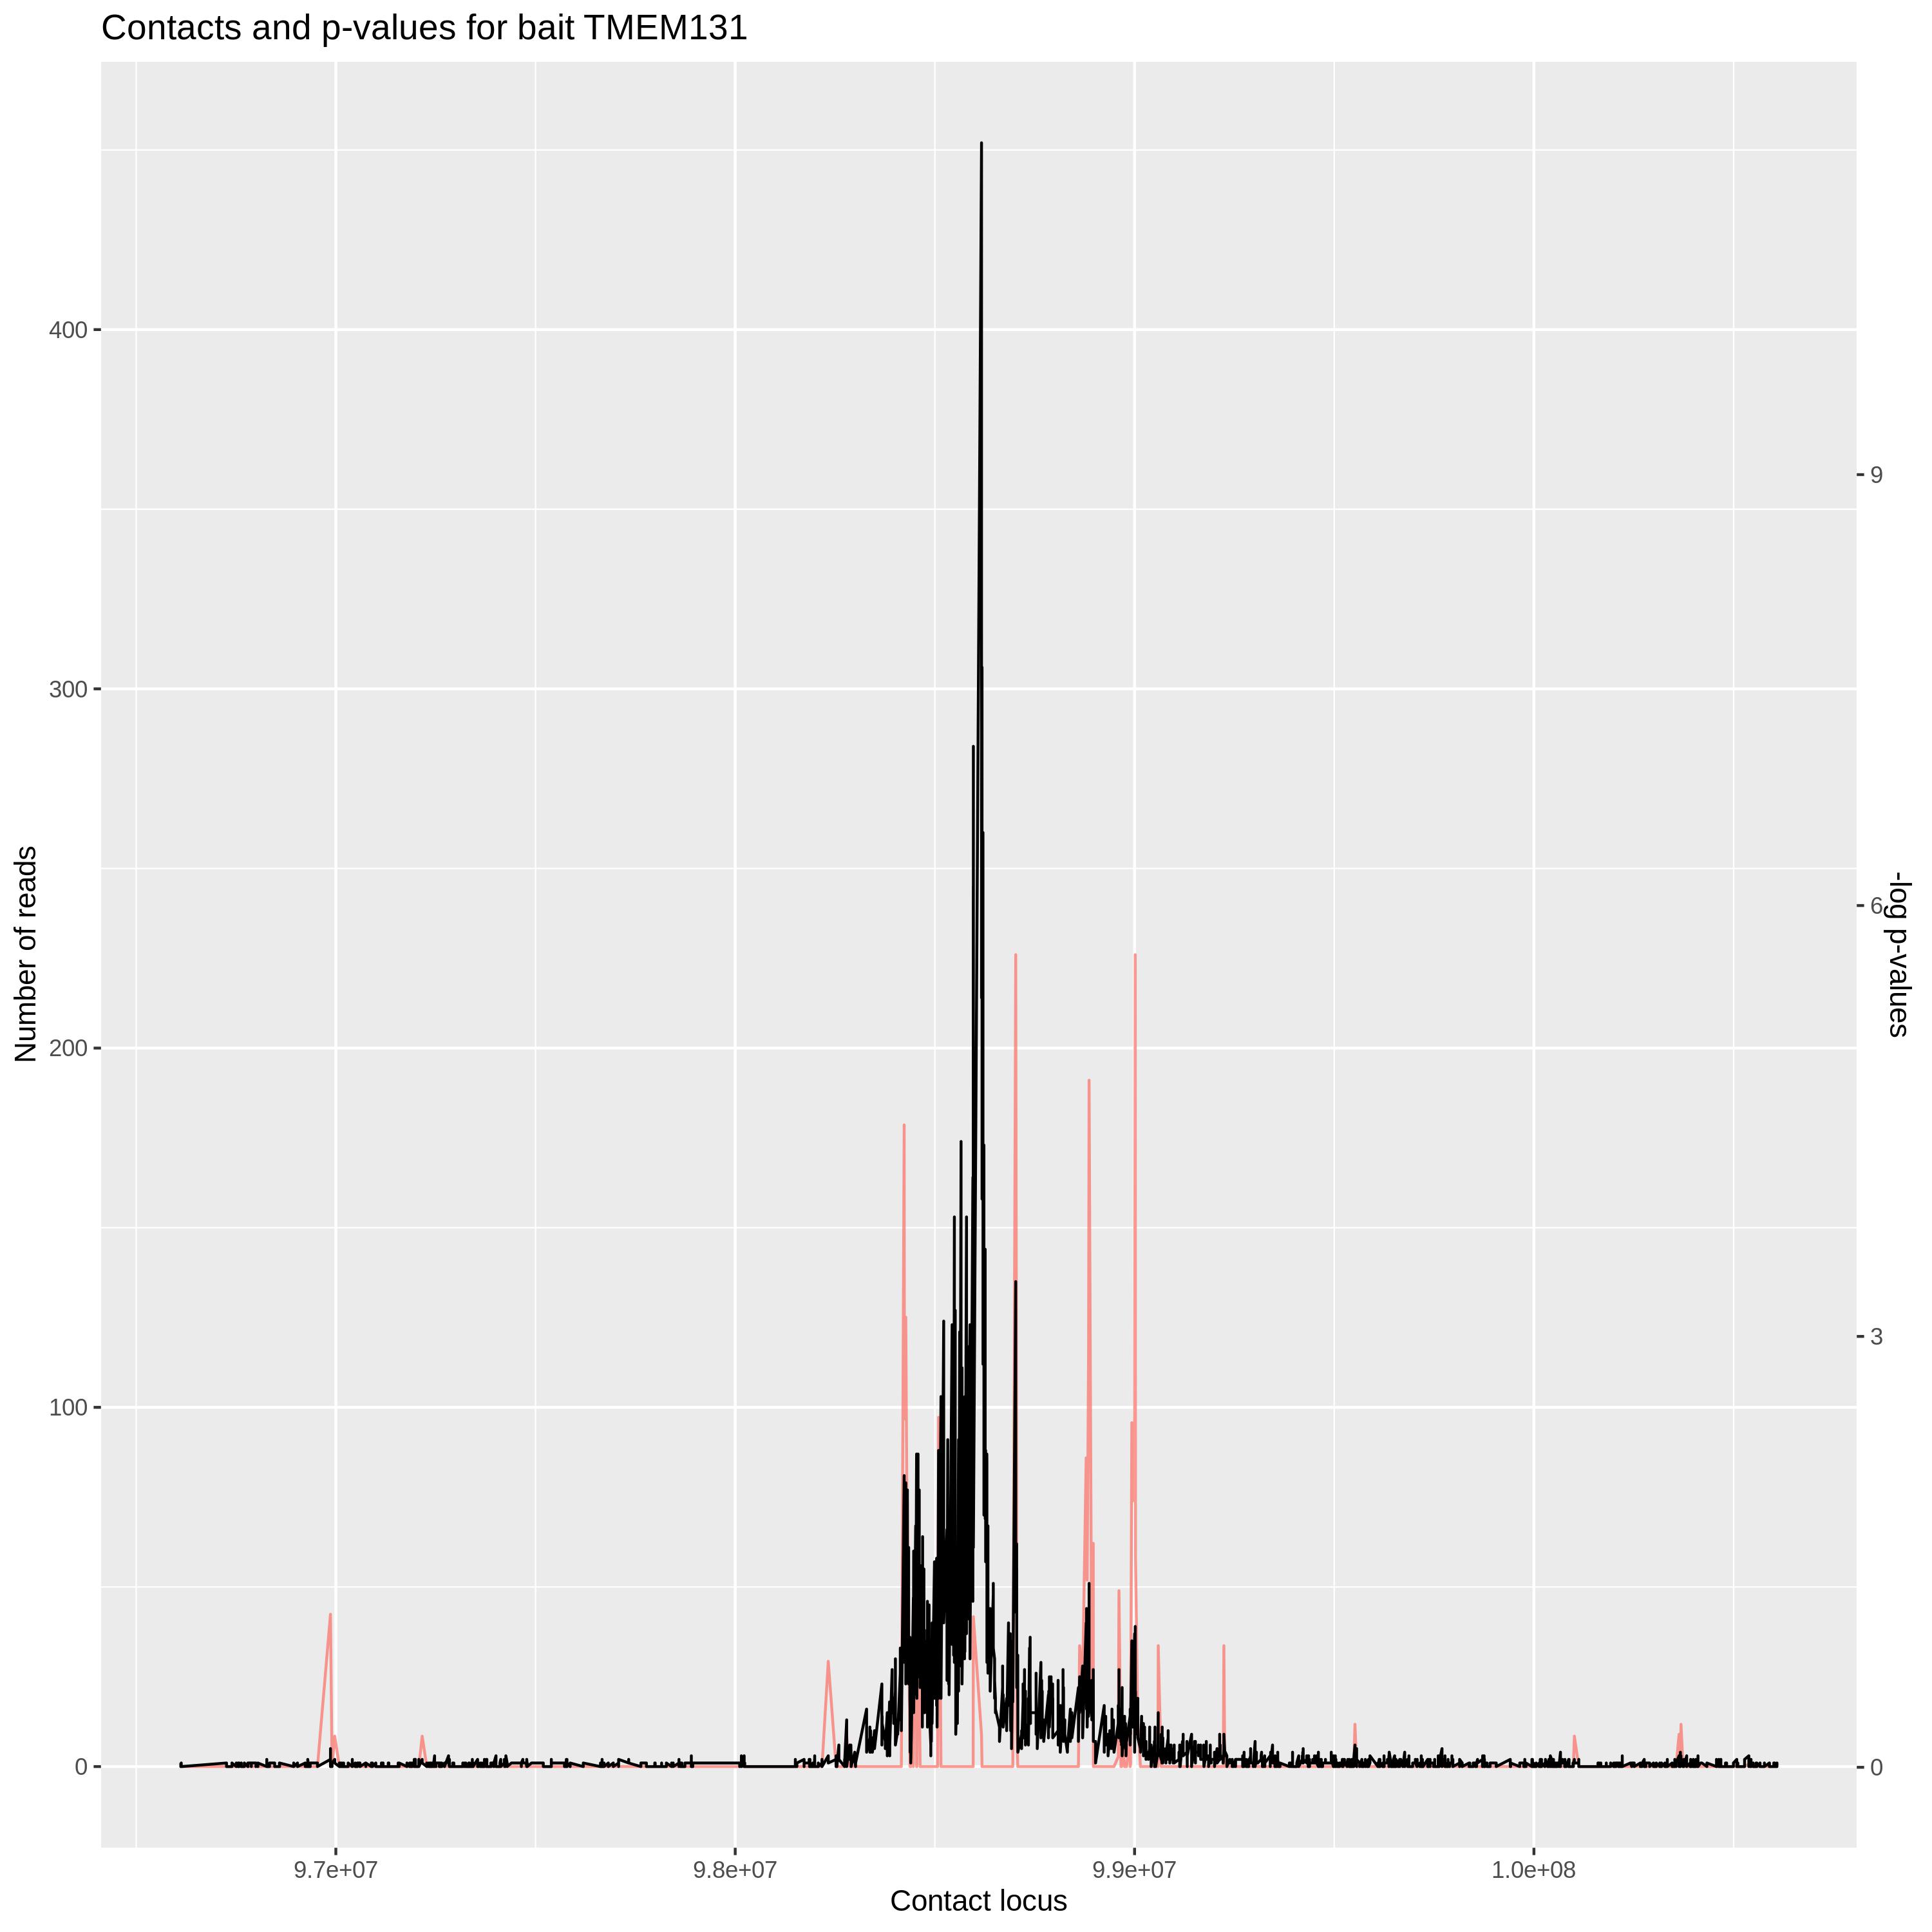 Contacts and p-values for bait TMEM131
Number of reads
400
300
200
100
0
9
6
3
0
-log p-values
9.7e+07
9.8e+07
9.9e+07
1.0e+08
Contact locus